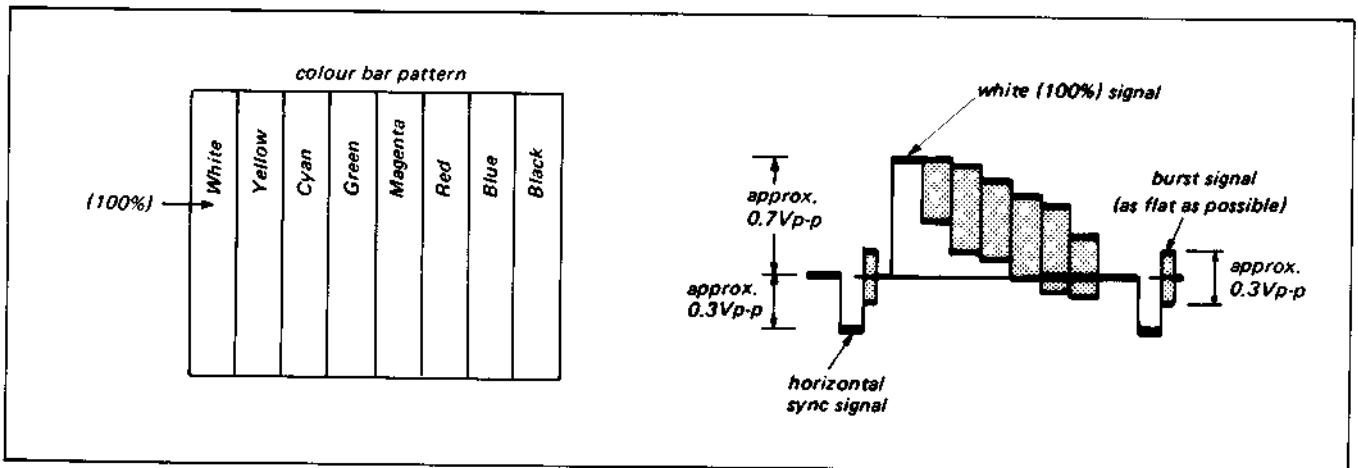 colour bar pattern
(100%)
White
Yellow
Cyan
Green
Magenta
Red
Blue
Black
white (100%) signal
approx.
0.7Vp-p
approx.
0.3Vp-p
horizontal
sync signal
burst signal
(as flat as possible)
approx.
0.3Vp-p